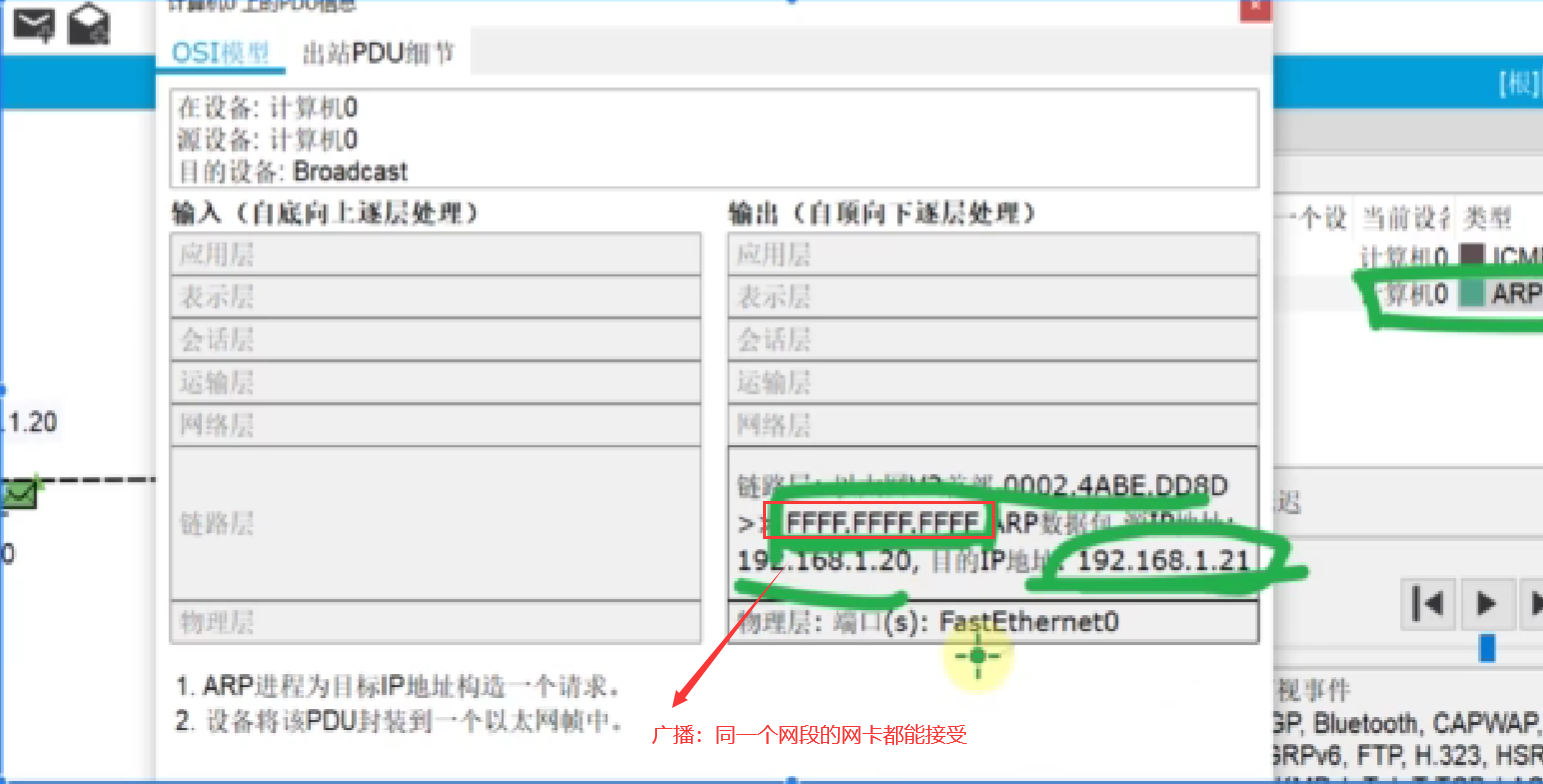 计算机0 上的PDU信息
OSI模型 出站PDU细节
[根]
在设备: 计算机0
源设备: 计算机0
目的设备: Broadcast
输入（自底向上逐层处理）
输出（自顶向下逐层处理）
应用层
表示层
会话层
运输层
网络层
链路层
物理层
应用层
表示层
会话层
运输层
网络层
链路层: 以太网V2首部 0002.4ABE.DD8D
>> FFFF.FFFF.FFFF ARP数据包 源IP地址:
192.168.1.20, 目的IP地址: 192.168.1.21
物理层: 端口(s): FastEthernet0
1. ARP进程为目标IP地址构造一个请求。
2. 设备将该PDU封装到一个以太网帧中。
广播：同一个网段的网卡都能接受
.1.20
0
一个设 当前设备 类型
计算机0 ICMP
计算机0 ARP
迟
视事件
GP, Bluetooth, CAPWAP,
GRPv6, FTP, H.323, HSR